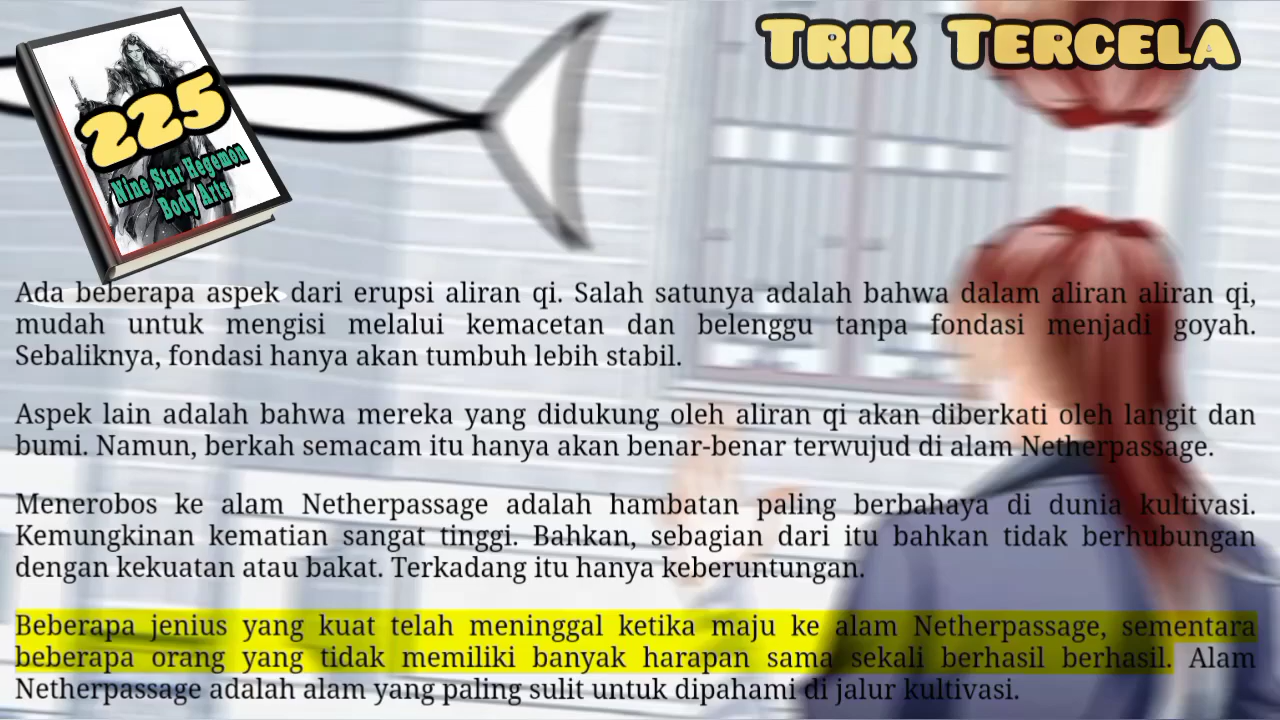 Trik Tercela
225
Nine Star Hegemon
Body Arts
Ada beberapa aspek dari erupsi aliran qi. Salah satunya adalah bahwa dalam aliran aliran qi,
mudah untuk mengisi melalui kemacetan dan belenggu tanpa fondasi menjadi goyah.
Sebaliknya, fondasi hanya akan tumbuh lebih stabil.
Aspek lain adalah bahwa mereka yang didukung oleh aliran qi akan diberkati oleh langit dan
bumi. Namun, berkah semacam itu hanya akan benar-benar terwujud di alam Netherpassage.
Menerobos ke alam Netherpassage adalah hambatan paling berbahaya di dunia kultivasi.
Kemungkinan kematian sangat tinggi. Bahkan, sebagian dari itu bahkan tidak berhubungan
dengan kekuatan atau bakat. Terkadang itu hanya keberuntungan.
Beberapa jenius yang kuat telah meninggal ketika maju ke alam Netherpassage, sementara
beberapa orang yang tidak memiliki banyak harapan sama sekali berhasil berhasil. Alam
Netherpassage adalah alam yang paling sulit untuk dipahami di jalur kultivasi.